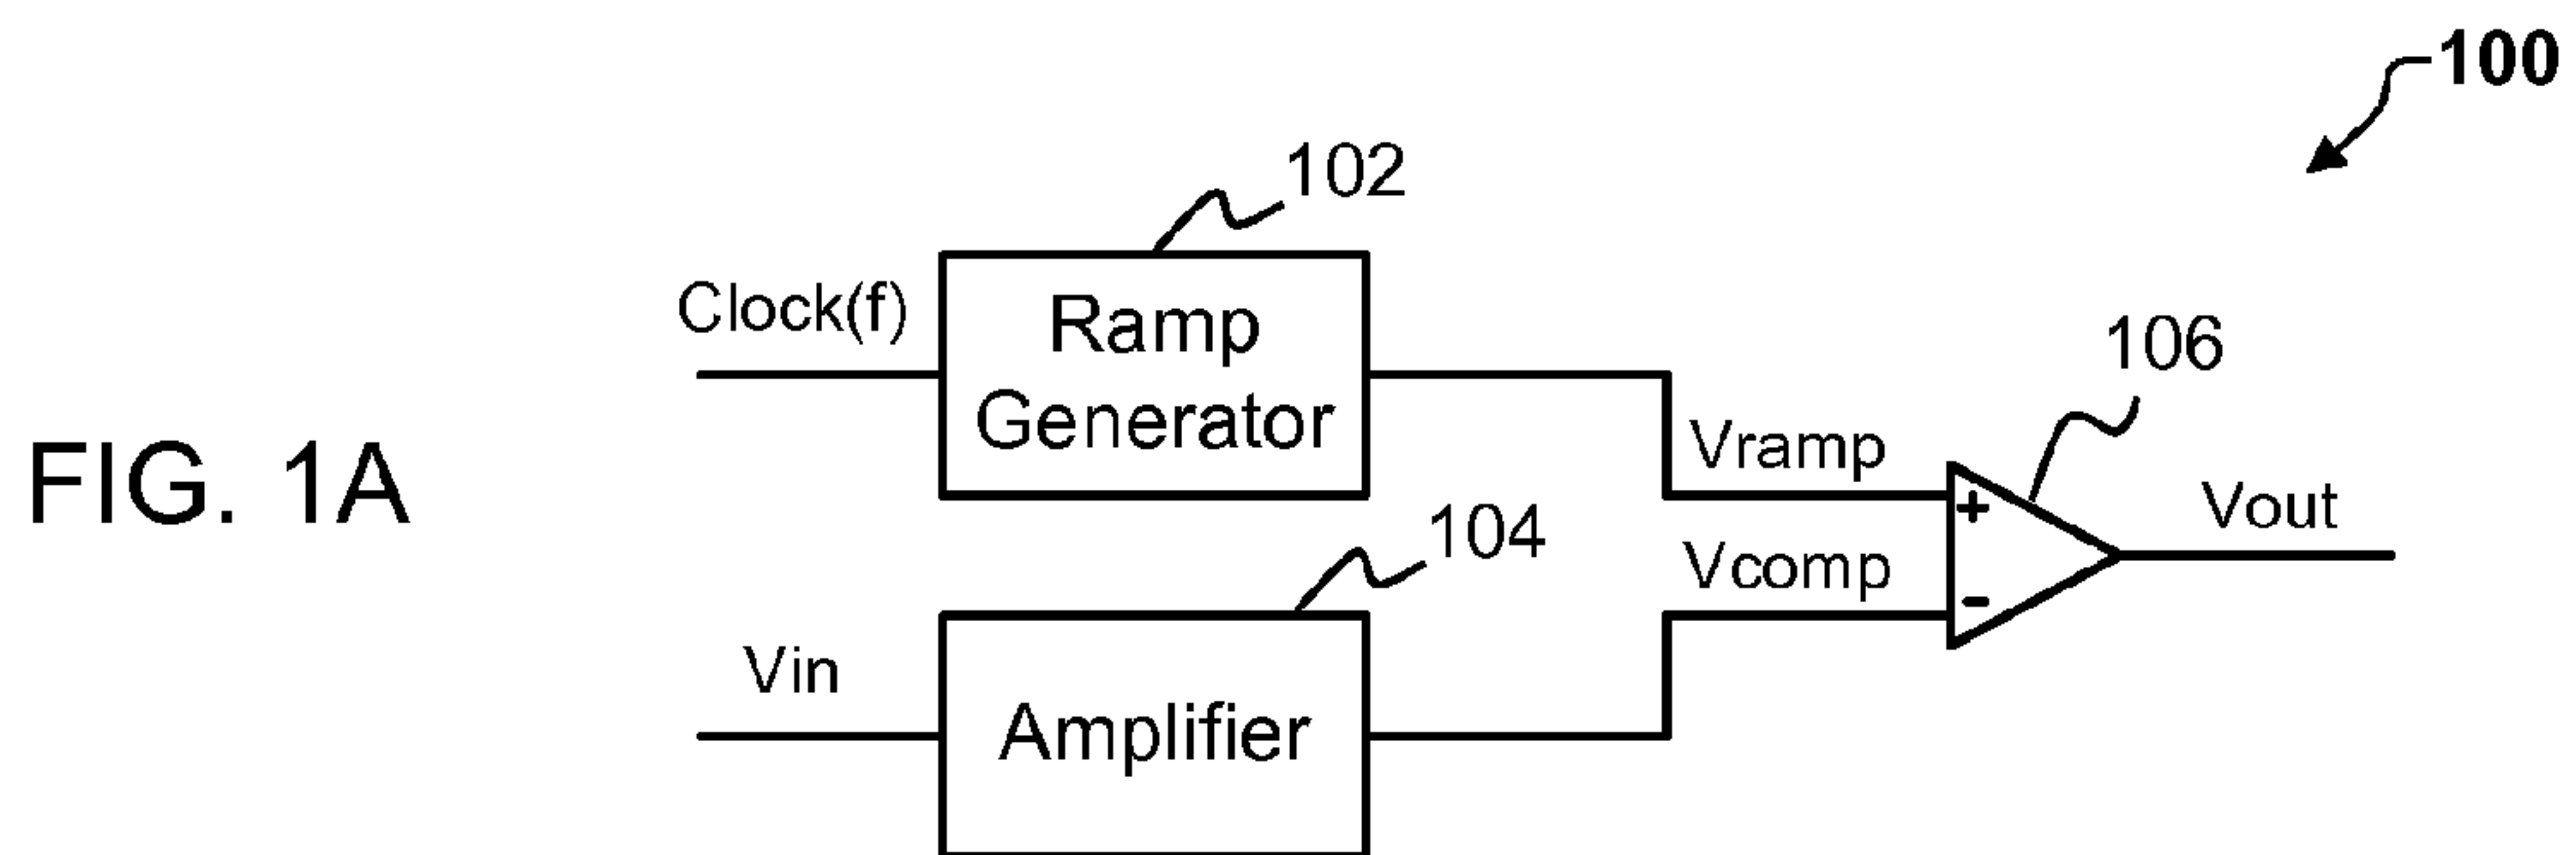 100
102
Clock(f)
Ramp
Generator
106
FIG. 1A
Vramp
+
Vout
104
Vcomp
-
Vin
Amplifier